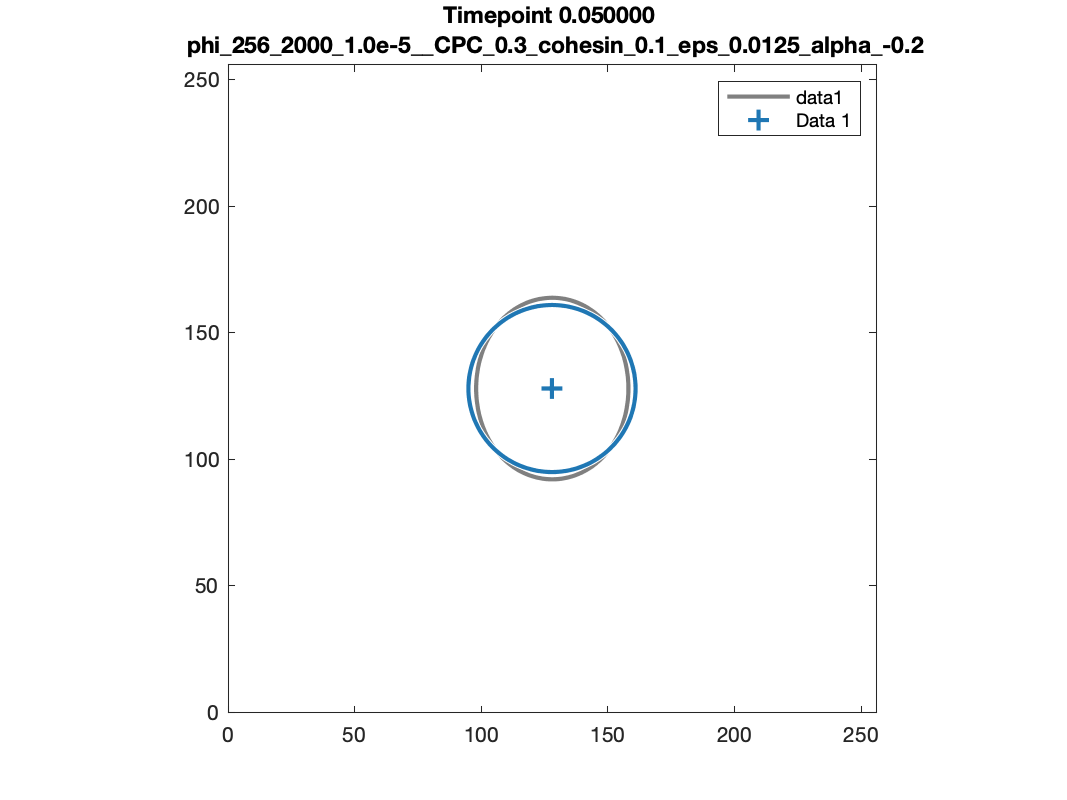 Timepoint 0.050000
phi_256_2000_1.0e-5__CPC_0.3_cohesin_0.1_eps_0.0125_alpha_-0.2
250
200
150
100
50
0
data1
Data 1
0 50 100 150 200 250